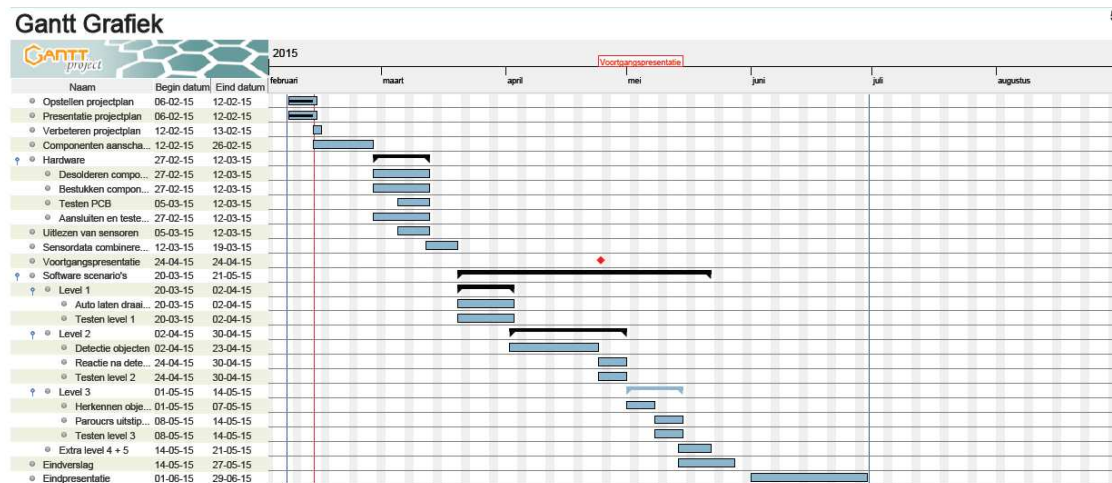 Gantt Grafiek
GANTT project
2015
Voortgangspresentatie
februari maart april mei juni juli augustus
Naam Begin datum Eind datum
Opstellen projectplan 06-02-15 12-02-15
Presentatie projectplan 06-02-15 12-02-15
Verbeteren projectplan 12-02-15 13-02-15
Componenten aanscha... 12-02-15 26-02-15
Hardware 27-02-15 12-03-15
Desolderen compo... 27-02-15 12-03-15
Bestukken compon... 27-02-15 12-03-15
Testen PCB 05-03-15 12-03-15
Aansluiten en teste... 27-02-15 12-03-15
Uitlezen van sensoren 05-03-15 12-03-15
Sensordata combinere... 12-03-15 19-03-15
Voortgangspresentatie 24-04-15 24-04-15
Software scenario's 20-03-15 21-05-15
Level 1 20-03-15 02-04-15
Auto laten draai... 20-03-15 02-04-15
Testen level 1 20-03-15 02-04-15
Level 2 02-04-15 30-04-15
Detectie objecten 02-04-15 23-04-15
Reactie na dete... 24-04-15 30-04-15
Testen level 2 24-04-15 30-04-15
Level 3 01-05-15 14-05-15
Herkennen obje... 01-05-15 07-05-15
Paroucrs uitstip... 08-05-15 14-05-15
Testen level 3 08-05-15 14-05-15
Extra level 4 + 5 14-05-15 21-05-15
Eindverslag 14-05-15 27-05-15
Eindpresentatie 01-06-15 29-06-15